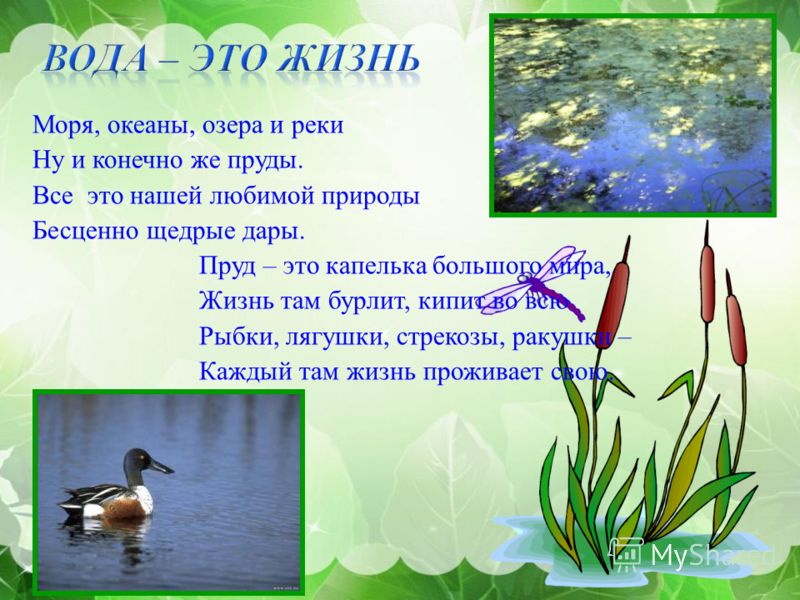 ВОДА – ЭТО ЖИЗНЬ
Моря, океаны, озера и реки
Ну и конечно же пруды.
Все это нашей любимой природы
Бесценно щедрые дары.
Пруд – это капелька большого мира,
Жизнь там бурлит, кипит во всю.
Рыбки, лягушки, стрекозы, ракушки –
Каждый там жизнь проживает свою.
MyShared